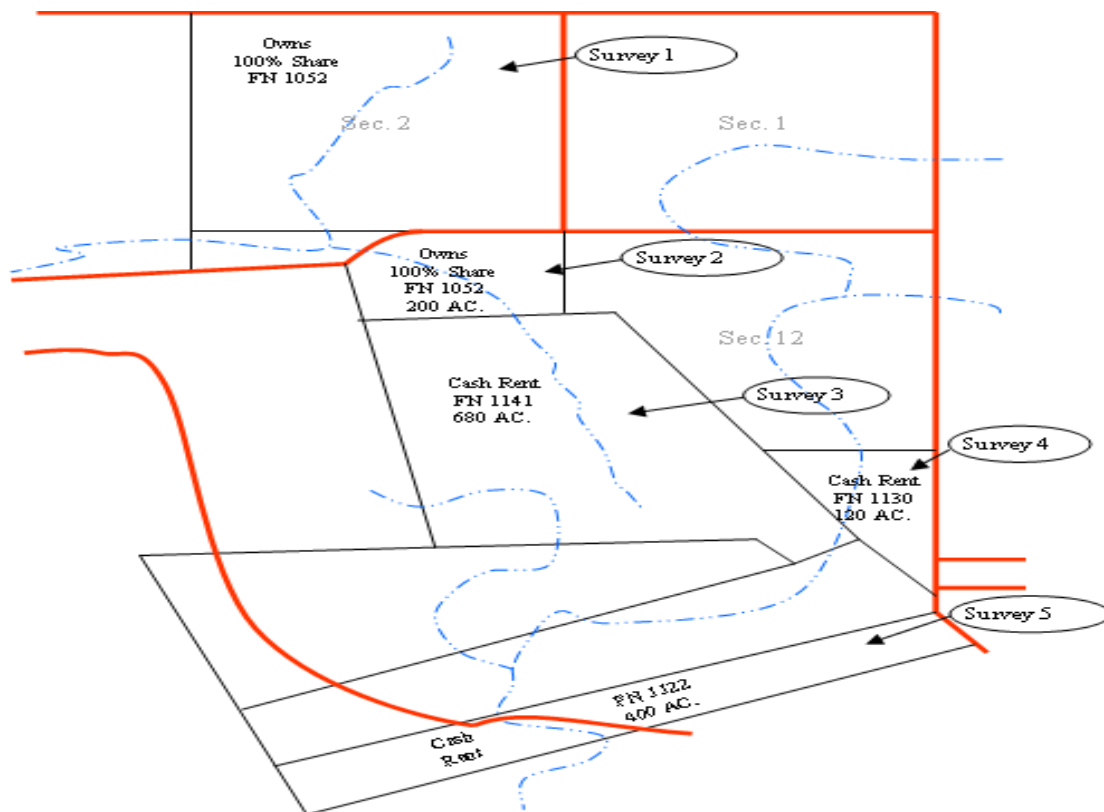 Owns
100% Share
FN 1052
Survey 1
Sec. 2
Sec. 1
Owns
100% Share
FN 1052
200 AC.
Survey 2
Sec. 12
Cash Rent
FN 1141
680 AC.
Survey 3
Survey 4
Cash Rent
FN 1130
120 AC.
Survey 5
FN 1122
400 AC.
Cash
Rent